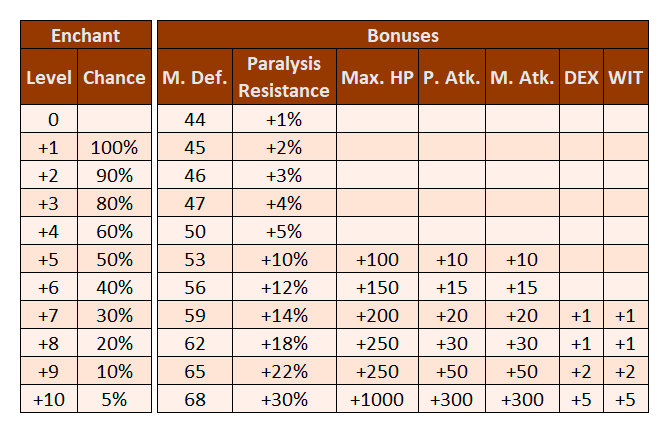 Enchant Bonuses
Level Chance M. Def. Paralysis Resistance Max. HP P. Atk. M. Atk. DEX WIT
0 44 +1%
+1 100% 45 +2%
+2 90% 46 +3%
+3 80% 47 +4%
+4 60% 50 +5%
+5 50% 53 +10% +100 +10 +10
+6 40% 56 +12% +150 +15 +15
+7 30% 59 +14% +200 +20 +20 +1 +1
+8 20% 62 +18% +250 +30 +30 +1 +1
+9 10% 65 +22% +250 +50 +50 +2 +2
+10 5% 68 +30% +1000 +300 +300 +5 +5